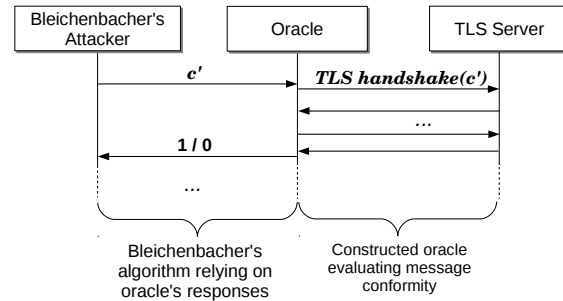 Bleichenbacher's
Attacker
Oracle
TLS Server
c'
TLS handshake(c')
...
1 / 0
...
Bleichenbacher's
algorithm relying on
oracle's responses
Constructed oracle
evaluating message
conformity